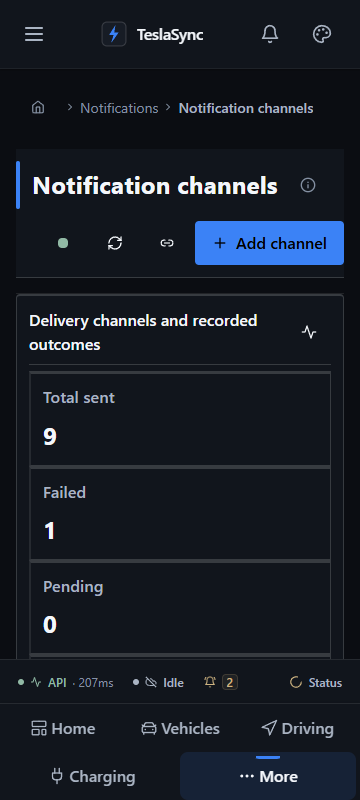 TeslaSync
Notifications
Notification channels
Notification channels
Add channel
Delivery channels and recorded
outcomes
Total sent
9
Failed
1
Pending
0
API · 207ms
Idle
2
Status
Home
Vehicles
Driving
Charging
More